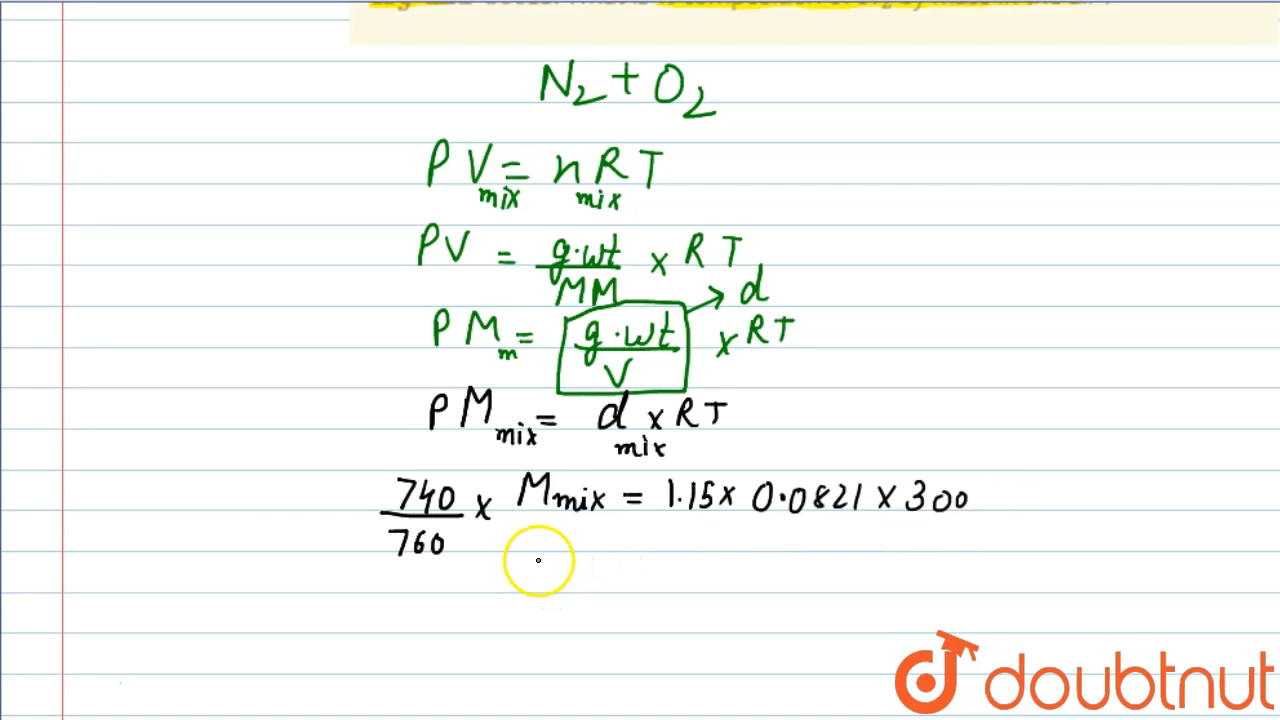 N2 + O2
P Vmix = nmix R T
PV = g.wt/MM x R T
P Mm = g.wt/V x RT → d
P Mmix = dmix x RT
740/760 x Mmix = 1.15 x 0.0821 x 300
doubtnut